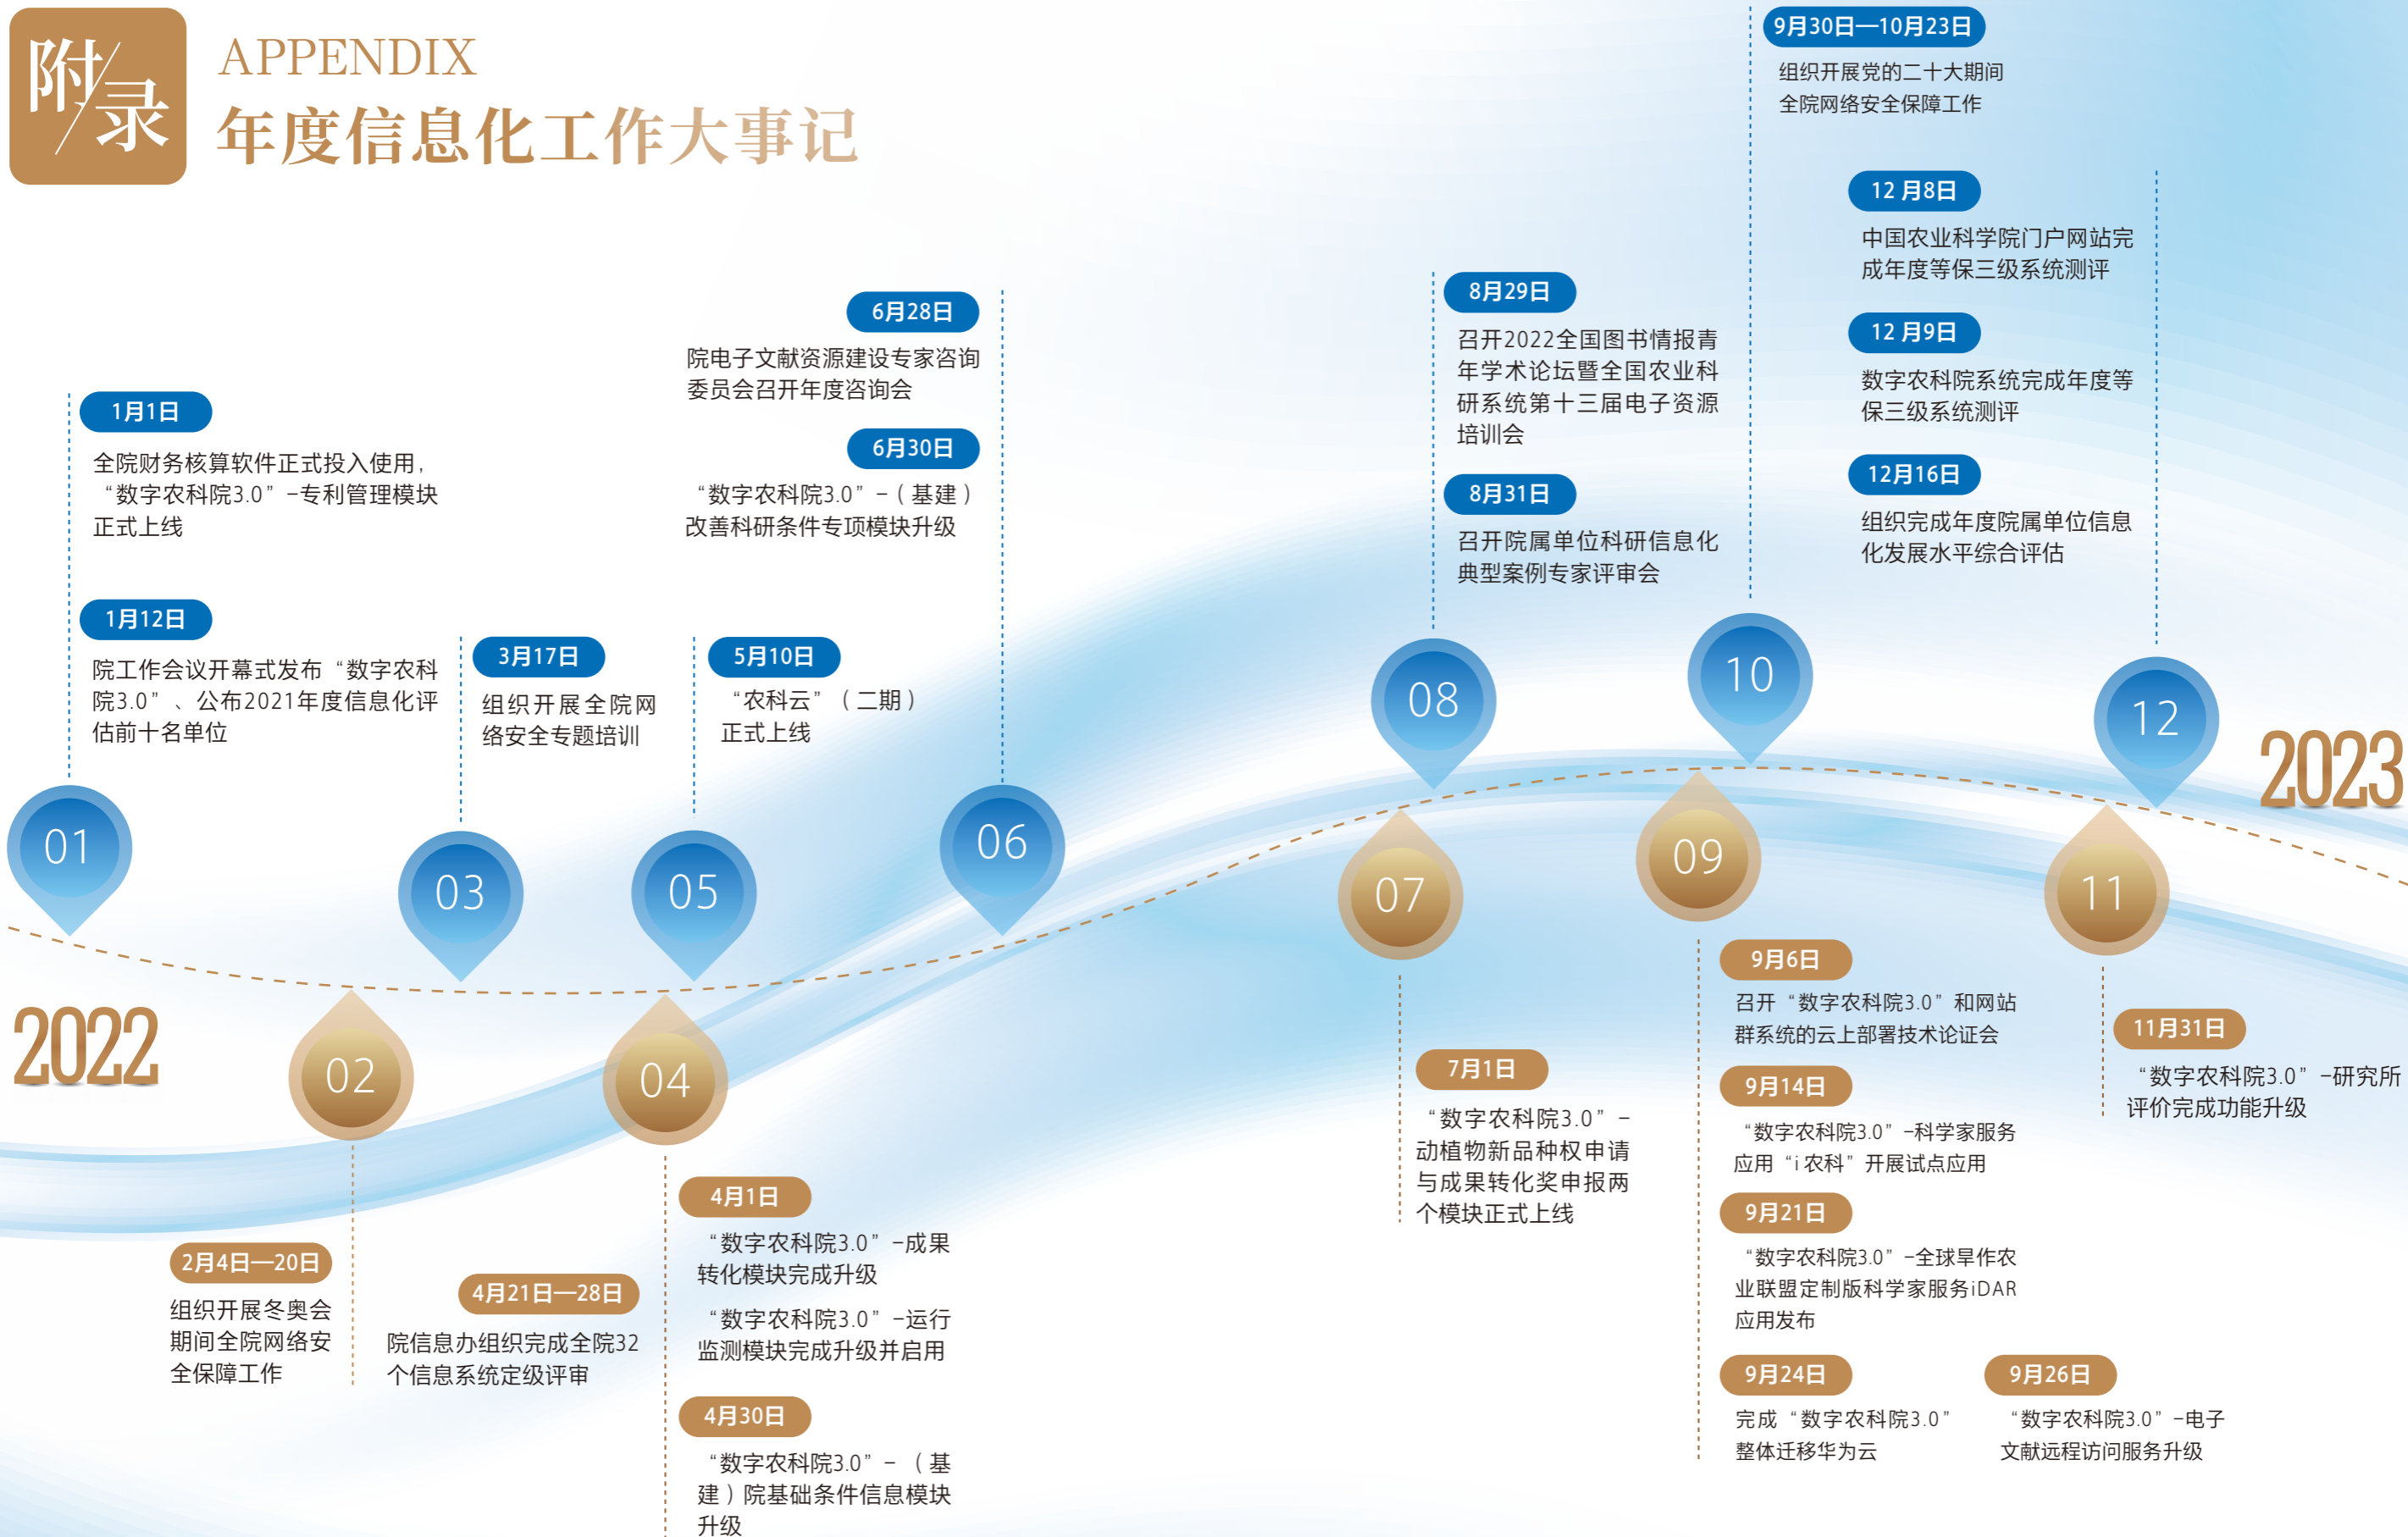 附录
APPENDIX
年度信息化工作大事记
2022
01
1月1日
全院财务核算软件正式投入使用,
“数字农科院3.0”-专利管理模块
正式上线
1月12日
院工作会议开幕式发布“数字农科
院3.0”、公布2021年度信息化评
估前十名单位
02
2月4日—20日
组织开展冬奥会
期间全院网络安
全保障工作
03
3月17日
组织开展全院网
络安全专题培训
04
4月1日
“数字农科院3.0”-成果
转化模块完成升级
“数字农科院3.0”-运行
监测模块完成升级并启用
4月21日—28日
院信息办组织完成全院32
个信息系统定级评审
4月30日
“数字农科院3.0”-（基
建）院基础条件信息模块
升级
05
5月10日
“农科云”（二期）
正式上线
06
6月28日
院电子文献资源建设专家咨询
委员会召开年度咨询会
6月30日
“数字农科院3.0”-（基建）
改善科研条件专项模块升级
07
7月1日
“数字农科院3.0”-
动植物新品种权申请
与成果转化奖申报两
个模块正式上线
08
8月29日
召开2022全国图书情报青
年学术论坛暨全国农业科
研系统第十三届电子资源
培训会
8月31日
召开院属单位科研信息化
典型案例专家评审会
09
9月6日
召开“数字农科院3.0”和网站
群系统的云上部署技术论证会
9月14日
“数字农科院3.0”-科学家服务
应用“i 农科”开展试点应用
9月21日
“数字农科院3.0”-全球旱作农
业联盟定制版科学家服务iDAR
应用发布
9月24日
完成“数字农科院3.0”
整体迁移华为云
9月26日
“数字农科院3.0”-电子
文献远程访问服务升级
10
9月30日—10月23日
组织开展党的二十大期间
全院网络安全保障工作
11
11月31日
“数字农科院3.0”-研究所
评价完成功能升级
12
12 月8日
中国农业科学院门户网站完
成年度等保三级系统测评
12 月9日
数字农科院系统完成年度等
保三级系统测评
12月16日
组织完成年度院属单位信息
化发展水平综合评估
2023